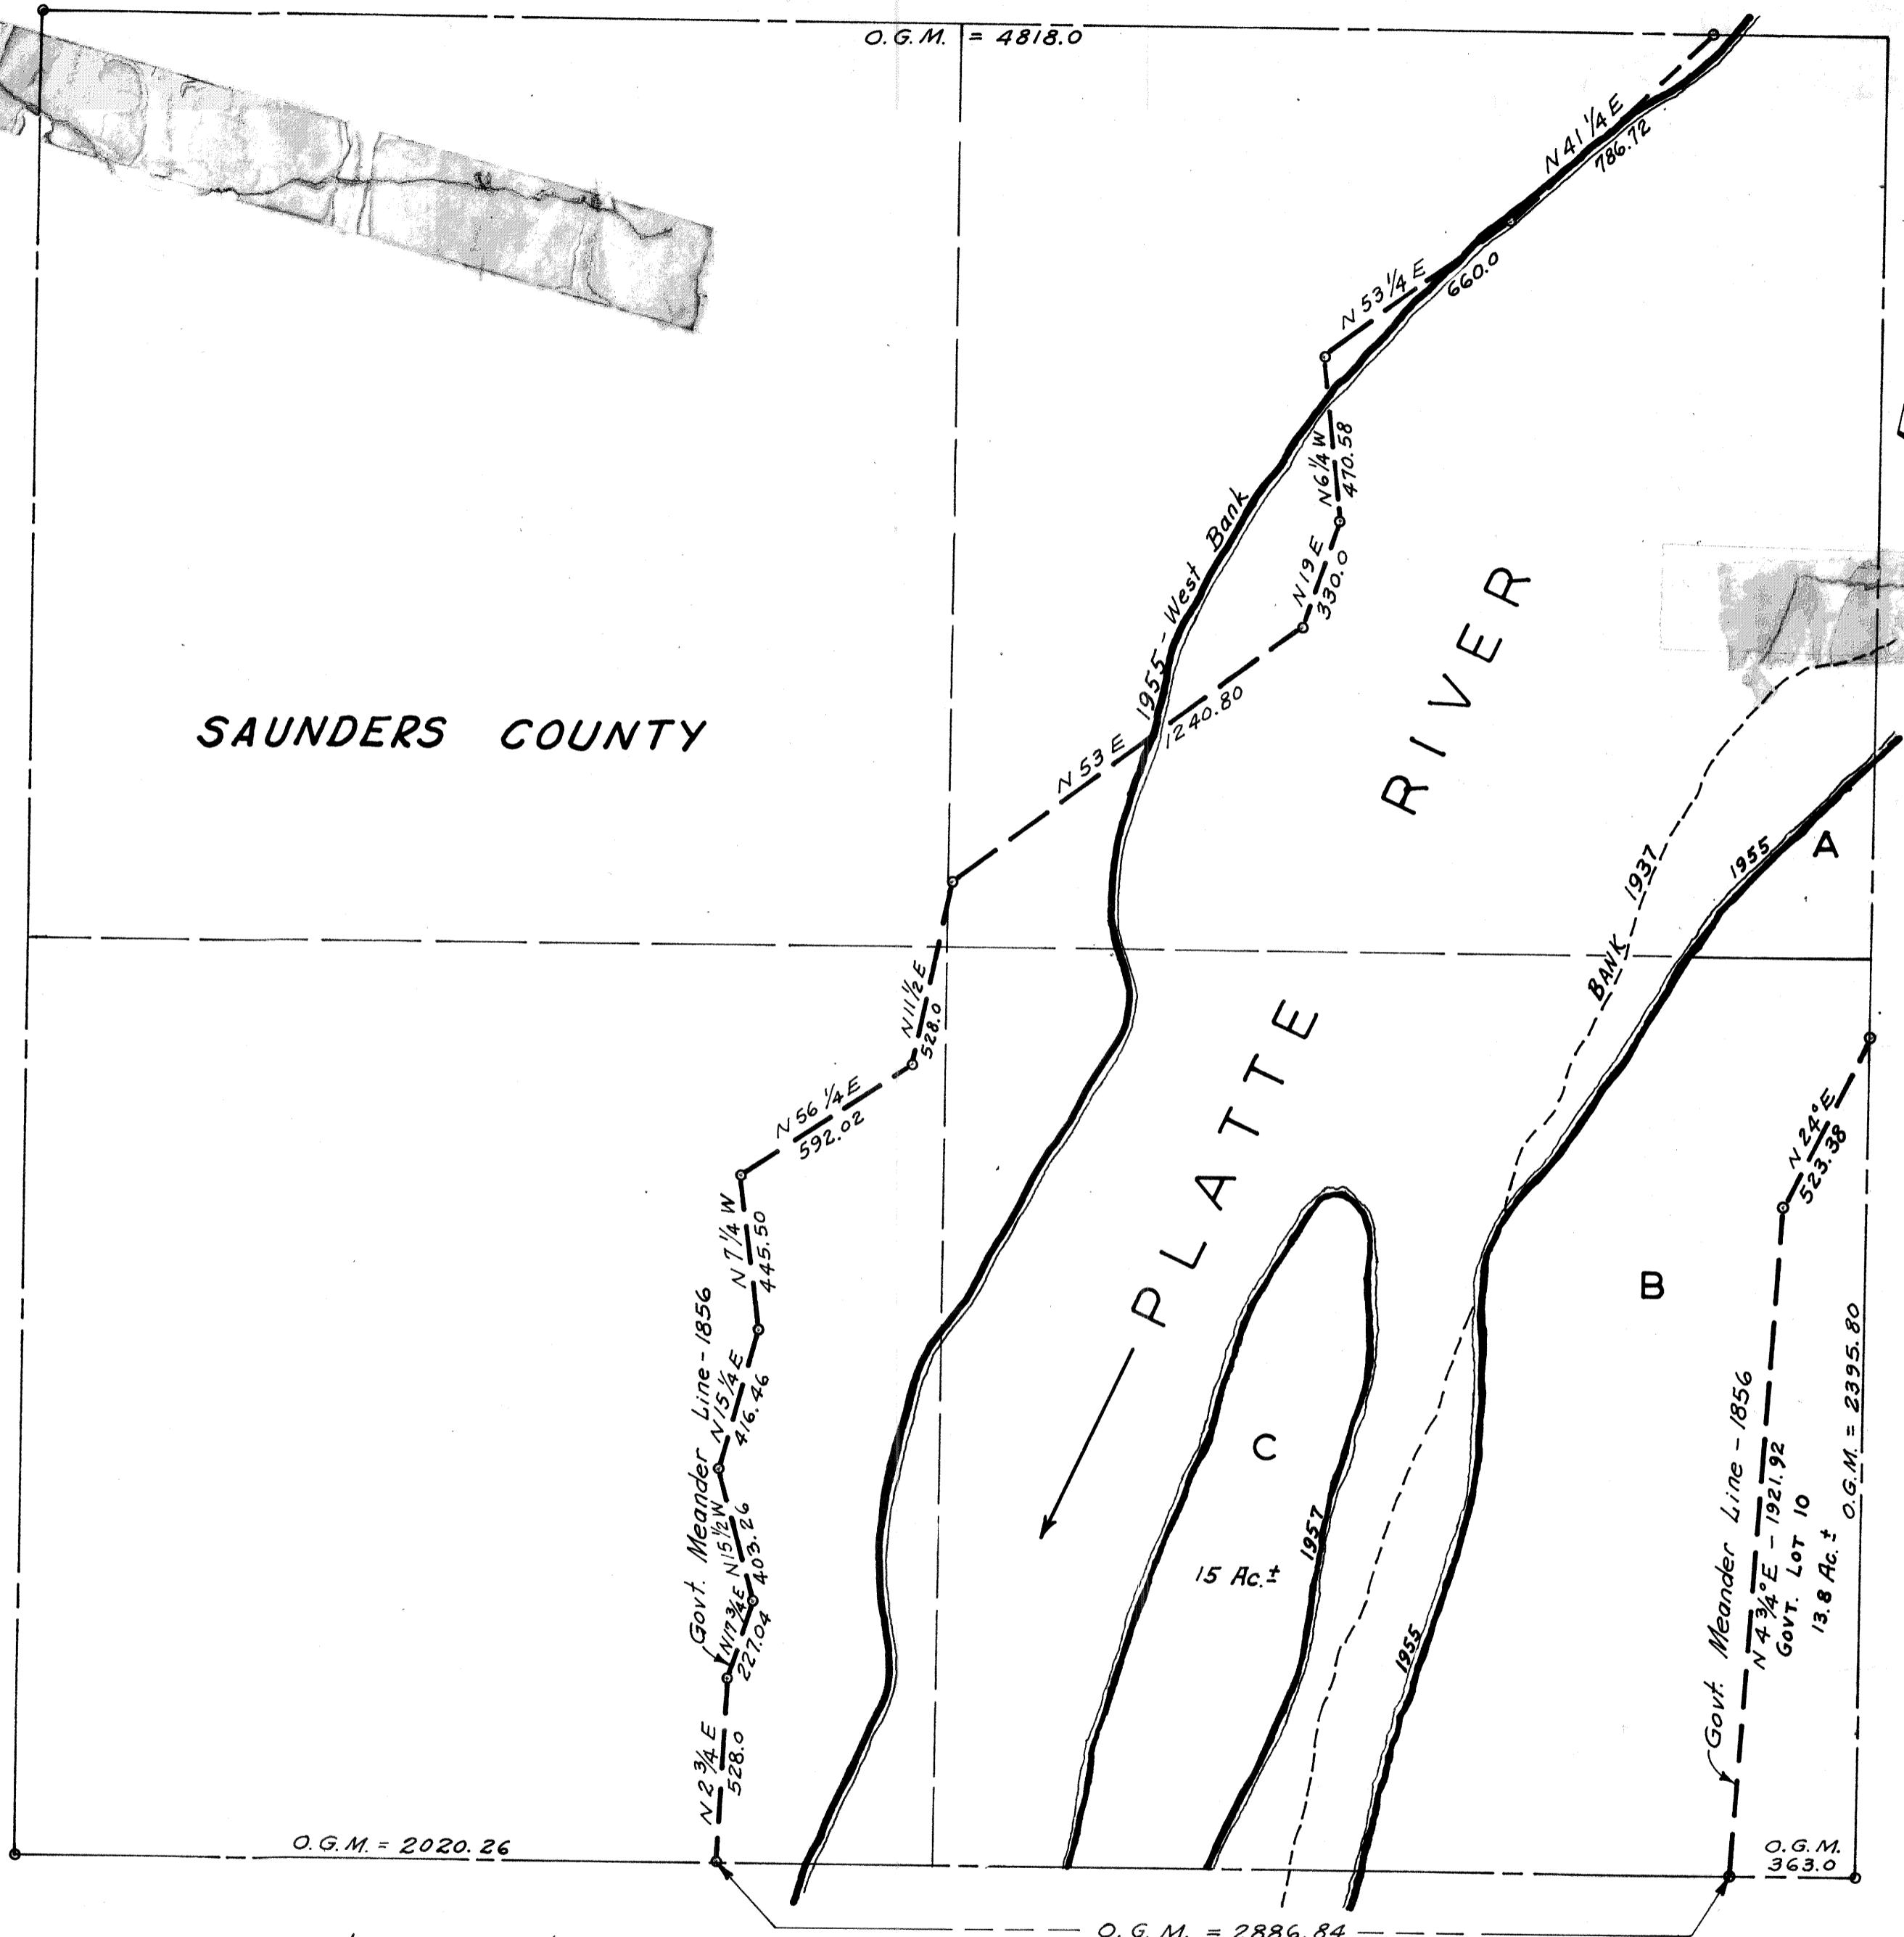 O.G.M. = 4818.0
N 41 1/4 E
786.72
N 53 1/4 E
660.0
N 6 1/4 W
470.58
N 19 E
330.0
1955 - West Bank
N 53 E
1240.80
SAUNDERS COUNTY
PLATTE RIVER
BANK 1937
1955
A
N 11 1/2 E
528.0
N 56 1/4 E
592.02
N 7 1/4 W
445.50
N 15 1/4 E
416.46
N 15 1/2 W
403.26
N 17 3/4 E
227.04
N 2 3/4 E
528.0
Govt. Meander Line - 1856
N 24° E
523.38
B
C
15 Ac. ±
1957
1955
Govt. Meander Line - 1856
N 4 3/4° E - 1921.92
GOVT. LOT 10
13.8 Ac. ±
O.G.M. = 2395.80
O.G.M. = 2020.26
O.G.M.
363.0
O.G.M. = 2886.84